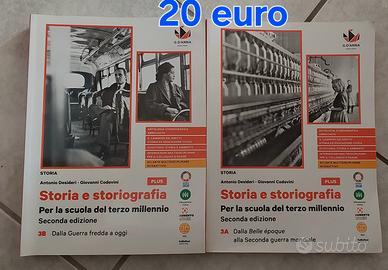 20 euro
G. D'ANNA
STORIA
Antonio Desideri - Giovanni Codovini
PLUS
Storia e storiografia
Per la scuola del terzo millennio
Seconda edizione
3B Dalla Guerra fredda a oggi
G. D'ANNA
STORIA
Antonio Desideri - Giovanni Codovini
PLUS
Storia e storiografia
Per la scuola del terzo millennio
Seconda edizione
3A Dalla Belle époque
alla Seconda guerra mondiale
subito